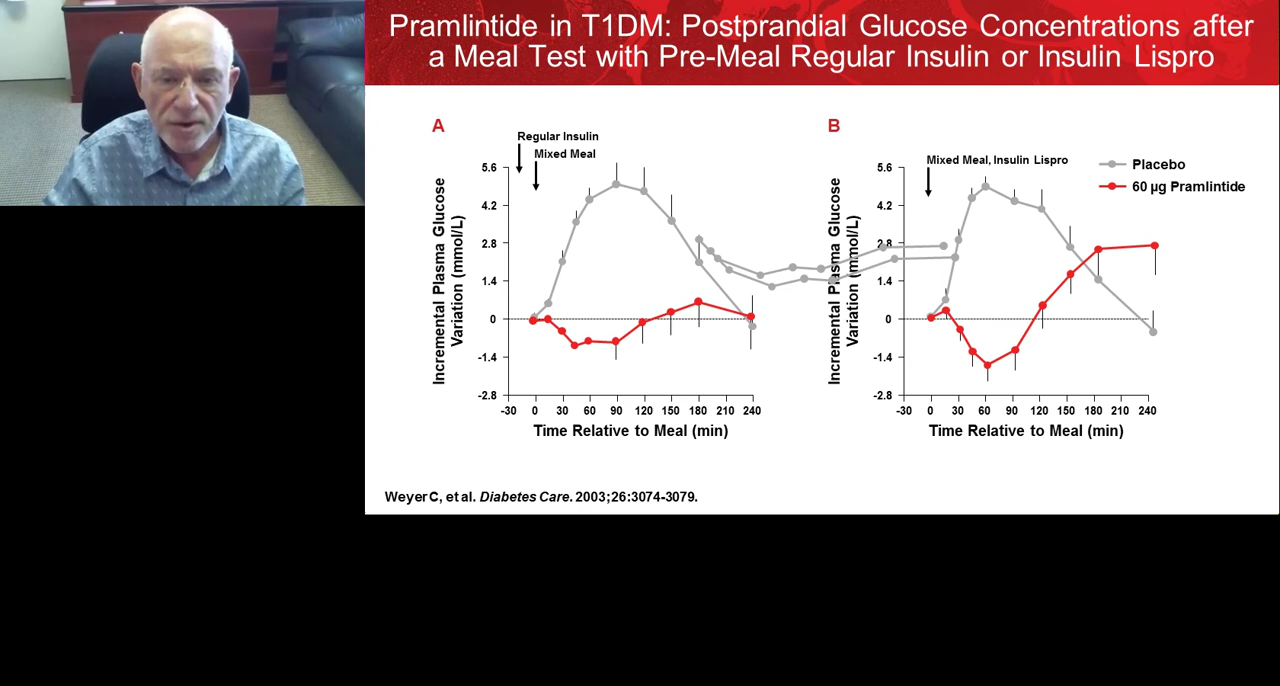 Pramlintide in T1DM: Postprandial Glucose Concentrations after
a Meal Test with Pre-Meal Regular Insulin or Insulin Lispro
A
Regular Insulin
Mixed Meal
Incremental Plasma Glucose
Variation (mmol/L)
5.6
4.2
2.8
1.4
0
-1.4
-2.8
-30 0 30 60 90 120 150 180 210 240
Time Relative to Meal (min)
B
Mixed Meal, Insulin Lispro
Placebo
60 µg Pramlintide
Incremental Plasma Glucose
Variation (mmol/L)
5.6
4.2
2.8
1.4
0
-1.4
-2.8
-30 0 30 60 90 120 150 180 210 240
Time Relative to Meal (min)
Weyer C, et al. Diabetes Care. 2003;26:3074-3079.